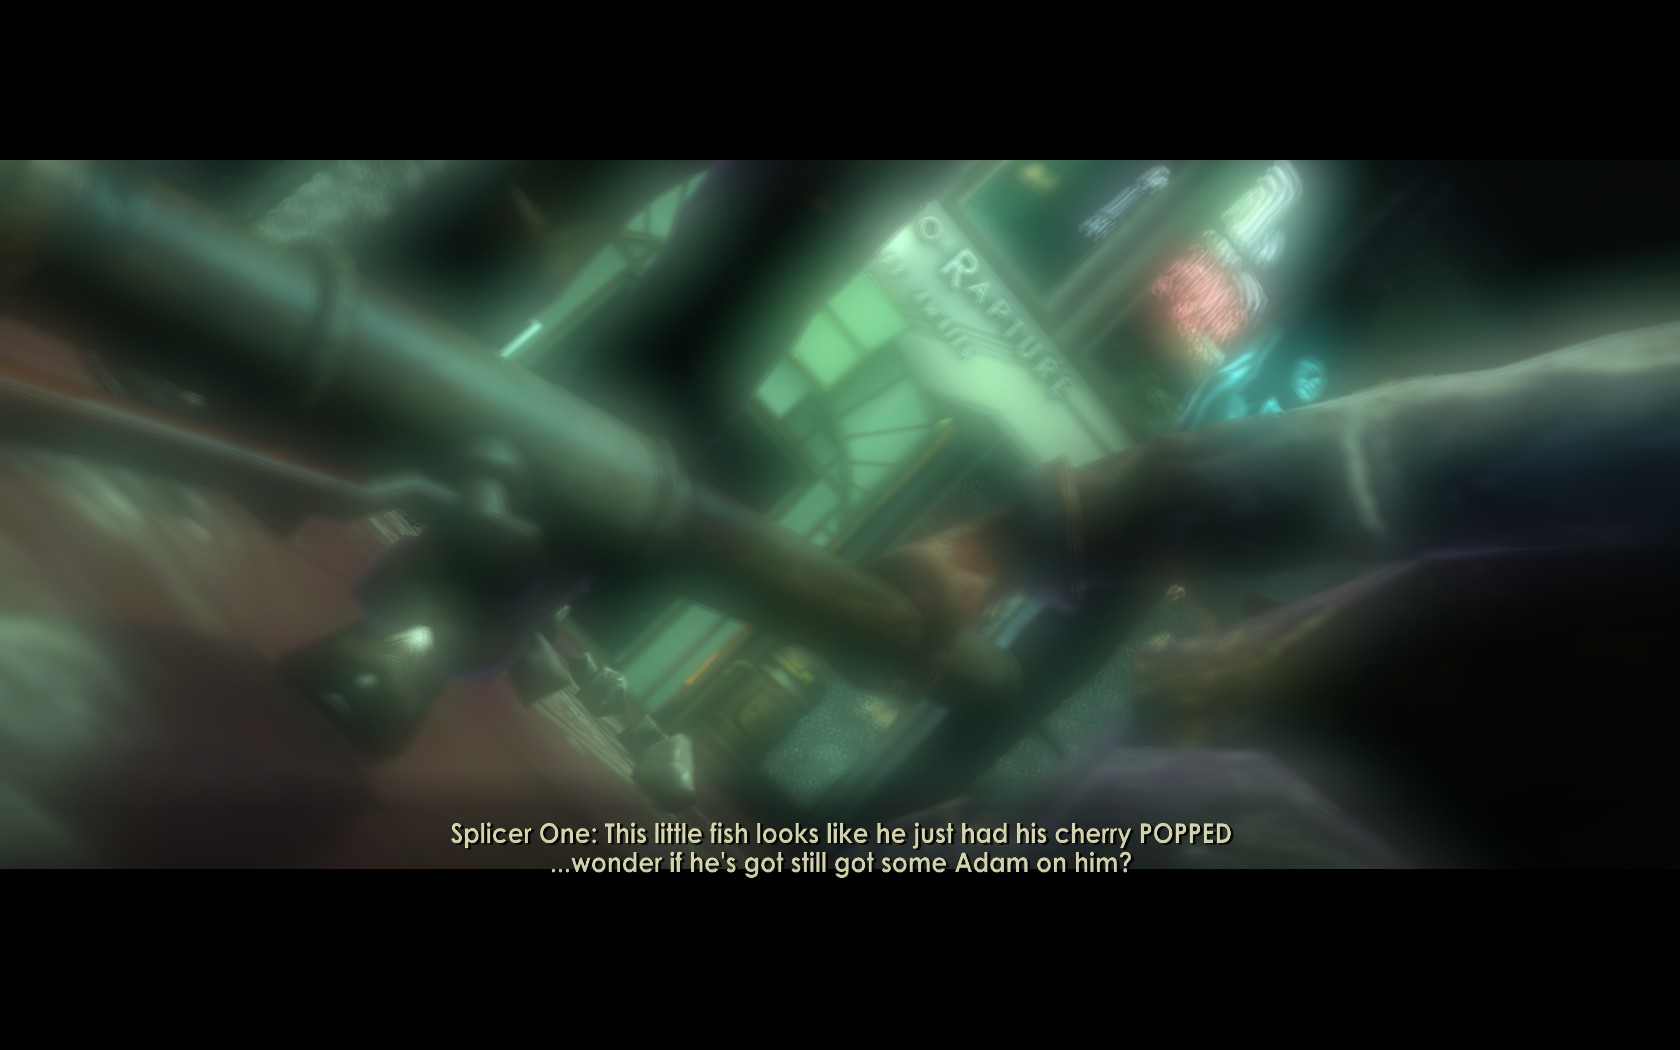 O RAPTURE
Splicer One: This little fish looks like he just had his cherry POPPED
...wonder if he's got still got some Adam on him?